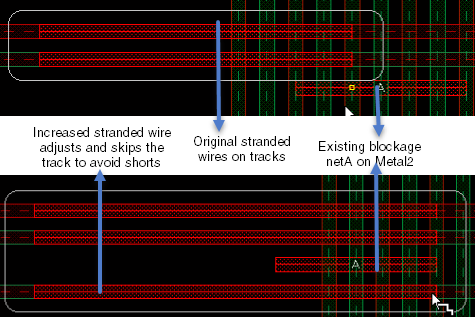 A
Increased stranded wire
adjusts and skips the
track to avoid shorts
Original stranded
wires on tracks
Existing blockage
netA on Metal2
A